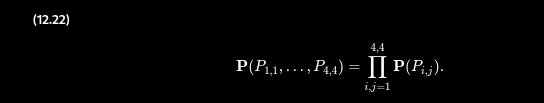 (12.22)
P(P_{1,1}, . . . , P_{4,4}) = ∏_{i,j=1}^{4,4} P(P_{i,j}).